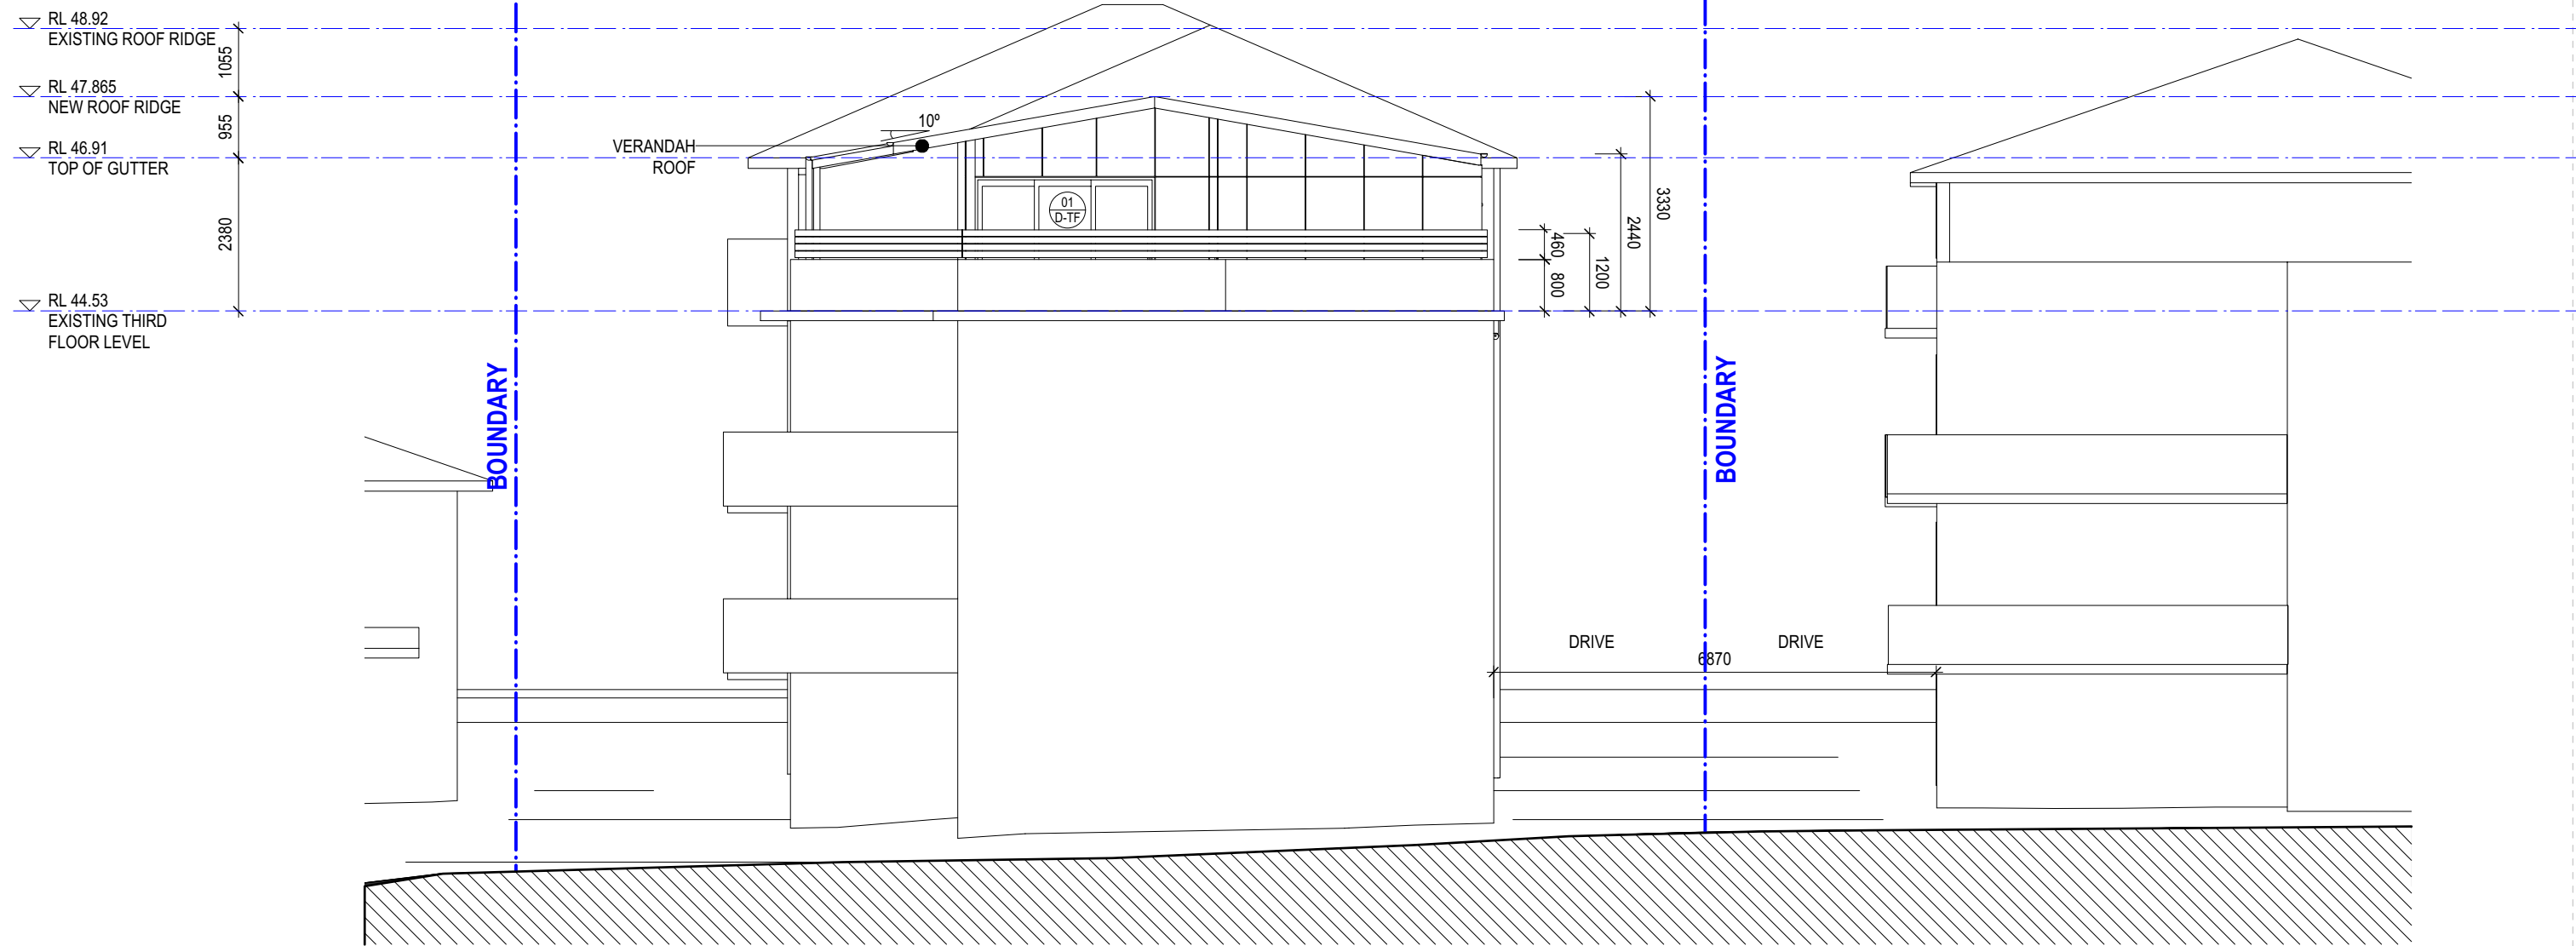 RL 48.92
EXISTING ROOF RIDGE
1055
RL 47.865
NEW ROOF RIDGE
955
RL 46.91
TOP OF GUTTER
2380
RL 44.53
EXISTING THIRD
FLOOR LEVEL
BOUNDARY
VERANDAH
ROOF
10º
01
D-TF
460
800
1200
2440
3330
BOUNDARY
DRIVE
DRIVE
6870